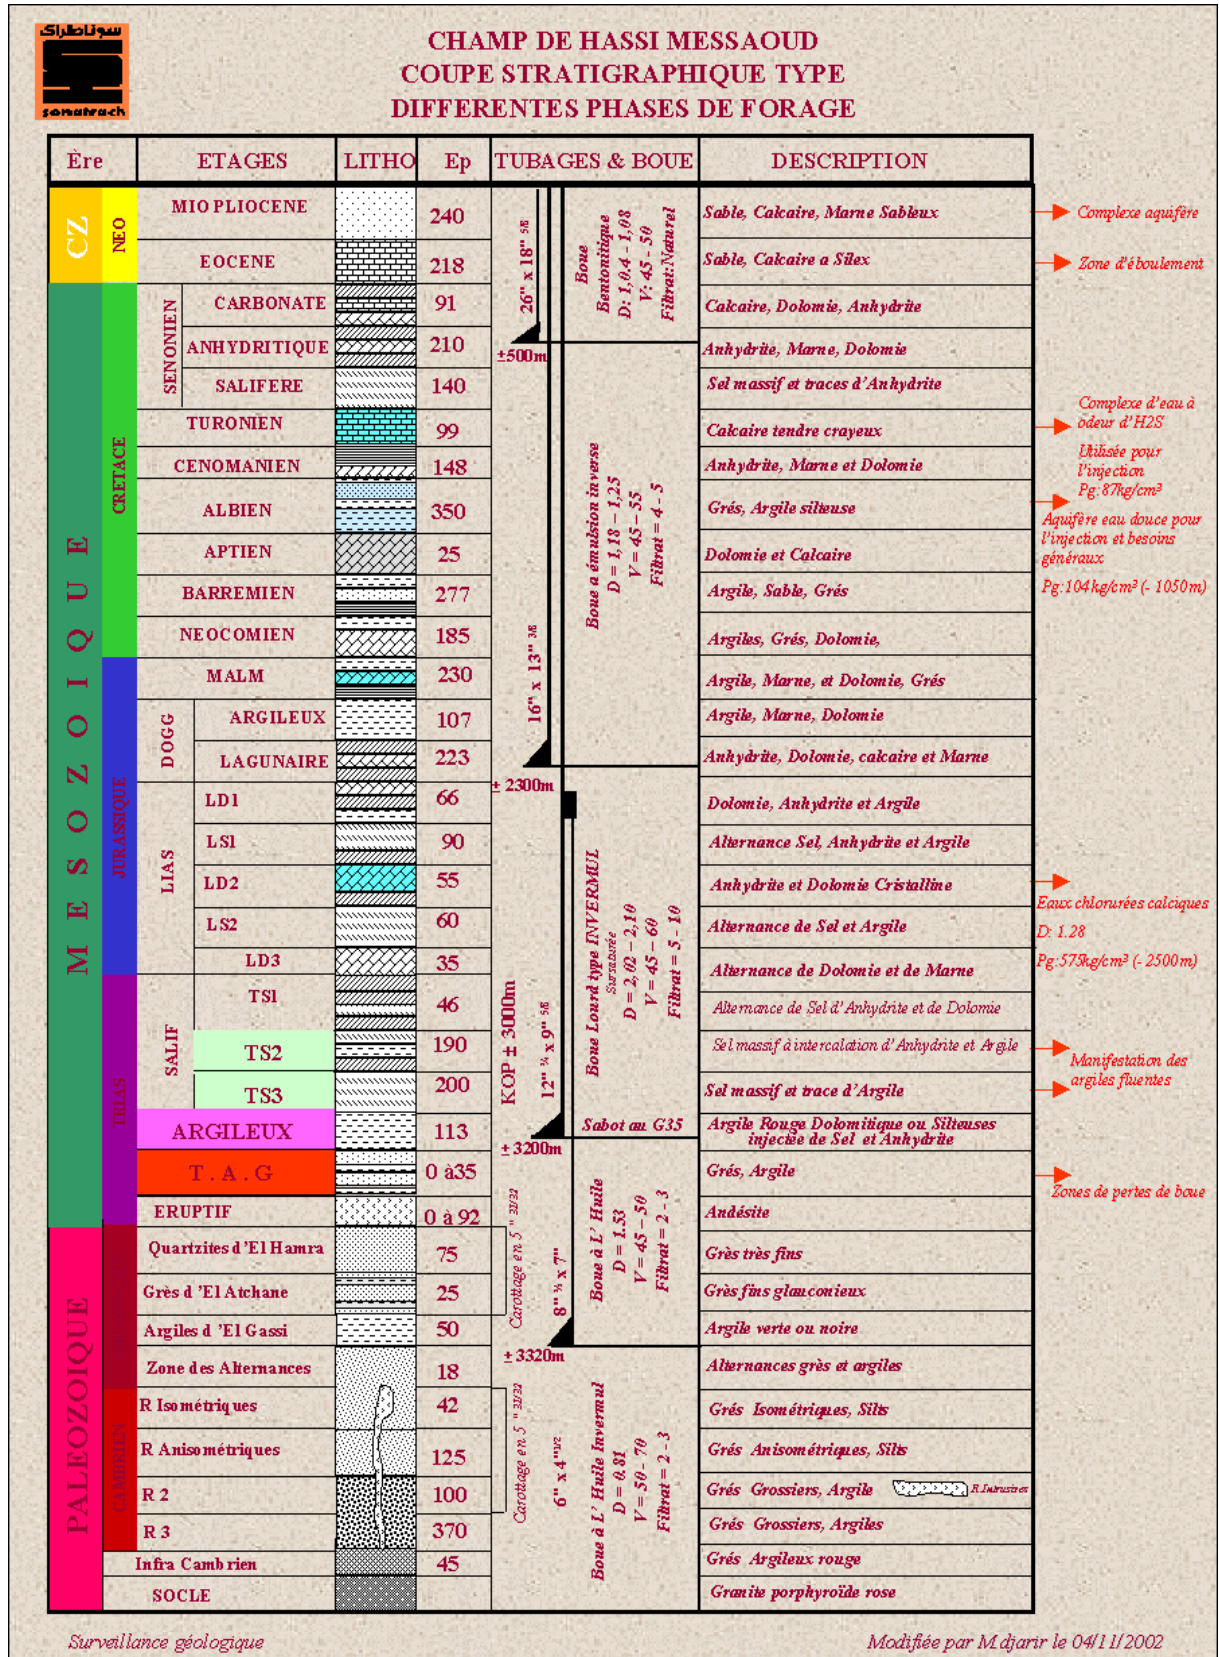 سوناطراك
sonatrach
CHAMP DE HASSI MESSAOUD
COUPE STRATIGRAPHIQUE TYPE
DIFFERENTES PHASES DE FORAGE
Ère ETAGES LITHO Ep TUBAGES & BOUE DESCRIPTION
CZ
NEO
MIO PLIOCENE 240 Sable, Calcaire, Marne Sableux Complexe aquifère
EOCENE 218 Sable, Calcaire a Silex Zone d'éboulement
MESOZOIQUE
CRETACE
SENONIEN
CARBONATE 91 Calcaire, Dolomie, Anhydrite
ANHYDRITIQUE 210 Anhydrite, Marne, Dolomie
SALIFERE 140 Sel massif et traces d'Anhydrite
TURONIEN 99 Calcaire tendre crayeux
Complexe d'eau à
odeur d'H2S
Utilisée pour
l'injection
Pg:87kg/cm³
CENOMANIEN 148 Anhydrite, Marne et Dolomie
ALBIEN 350 Grés, Argile silteuse
Aquifère eau douce pour
l'injection et besoins
généraux
Pg:104kg/cm³ (- 1050m)
APTIEN 25 Dolomie et Calcaire
BARREMIEN 277 Argile, Sable, Grés
NEOCOMIEN 185 Argiles, Grés, Dolomie,
JURASSIQUE
MALM 230 Argile, Marne, et Dolomie, Grés
DOGG
ARGILEUX 107 Argile, Marne, Dolomie
LAGUNAIRE 223 Anhydrite, Dolomie, calcaire et Marne
LIAS
LD1 66 Dolomie, Anhydrite et Argile
LS1 90 Alternance Sel, Anhydrite et Argile
LD2 55 Anhydrite et Dolomie Cristalline
Eaux chlorurées calciques
D: 1.28
Pg:575kg/cm³ (- 2500m)
LS2 60 Alternance de Sel et Argile
LD3 35 Alternance de Dolomie et de Marne
TRIAS
SALIF
TS1 46 Alternance de Sel d'Anhydrite et de Dolomie
TS2 190 Sel massif à intercalation d'Anhydrite et Argile
Manifestation des
argiles fluentes
TS3 200 Sel massif et trace d'Argile
ARGILEUX 113 Argile Rouge Dolomitique ou Silteuses
injectée de Sel et Anhydrite
T . A . G 0 à35 Grés, Argile
Zones de pertes de boue
ERUPTIF 0 à 92 Andésite
PALEOZOIQUE
Quartzites d'El Hamra 75 Grès très fins
Grès d 'El Atchane 25 Grès fins glauconieux
Argiles d 'El Gassi 50 Argile verte ou noire
Zone des Alternances 18 Alternances grès et argiles
CAMBRIEN
R Isométriques 42 Grés Isométriques, Silts
R Anisométriques 125 Grés Anisométriques, Silts
R 2 100 Grés Grossiers, Argile R.Intrusives
R 3 370 Grés Grossiers, Argiles
Infra Cambrien 45 Grés Argileux rouge
SOCLE Granite porphyroïde rose
26" x 18" 5/8
±500m
Boue
Bentonitique
D: 1,0.4 - 1,08
V: 45 - 50
Filtrat:Naturel
16" x 13" 3/8
± 2300m
Boue a émulsion inverse
D = 1,18 – 1,25
V = 45 – 55
Filtrat = 4 - 5
KOP ± 3000m
12" ¼ x 9" 5/8
± 3200m
Boue Lourd type INVERMUL
Sursaturée
D = 2,02 – 2,10
V = 45 – 60
Filtrat = 5 - 10
Sabot au G35
Carottage en 5 " 32/32
8" ½ x 7"
± 3320m
Boue à L' Huile
D = 1.53
V = 45 – 50
Filtrat = 2 - 3
Carottage en 5 " 32/32
6" x 4" 1/2
Boue à L' Huile Invermul
D = 0.81
V = 50 - 70
Filtrat = 2 - 3
Surveillance géologique
Modifiée par M.djarir le 04/11/2002